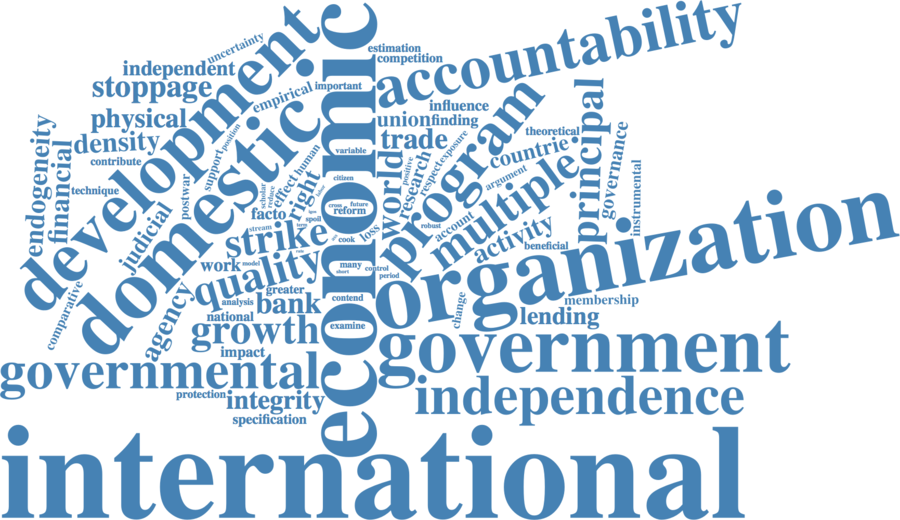 uncertainty
independent
stoppage
estimation
competition
accountability
development
domestic
economic
empirical
important
physical
density
contribute
position
support
influence
union
finding
trade
endogeneity
financial
technique
postwar
judicial
scholar
reduce
effect
human
right
variable
citizen
world
positive
research
respect
exposure
program
theoretical
countrie
argument
multiple
principal
governance
instrumental
facto
stream
strike
cross
future
reform
spoil
cook
loss
account
robust
activity
beneficial
comparative
agency
work
model
quality
many
short
control
period
organization
greater
analysis
bank
national
growth
contend
examine
change
membership
lending
impact
governmental
government
protection
integrity
specification
independence
international